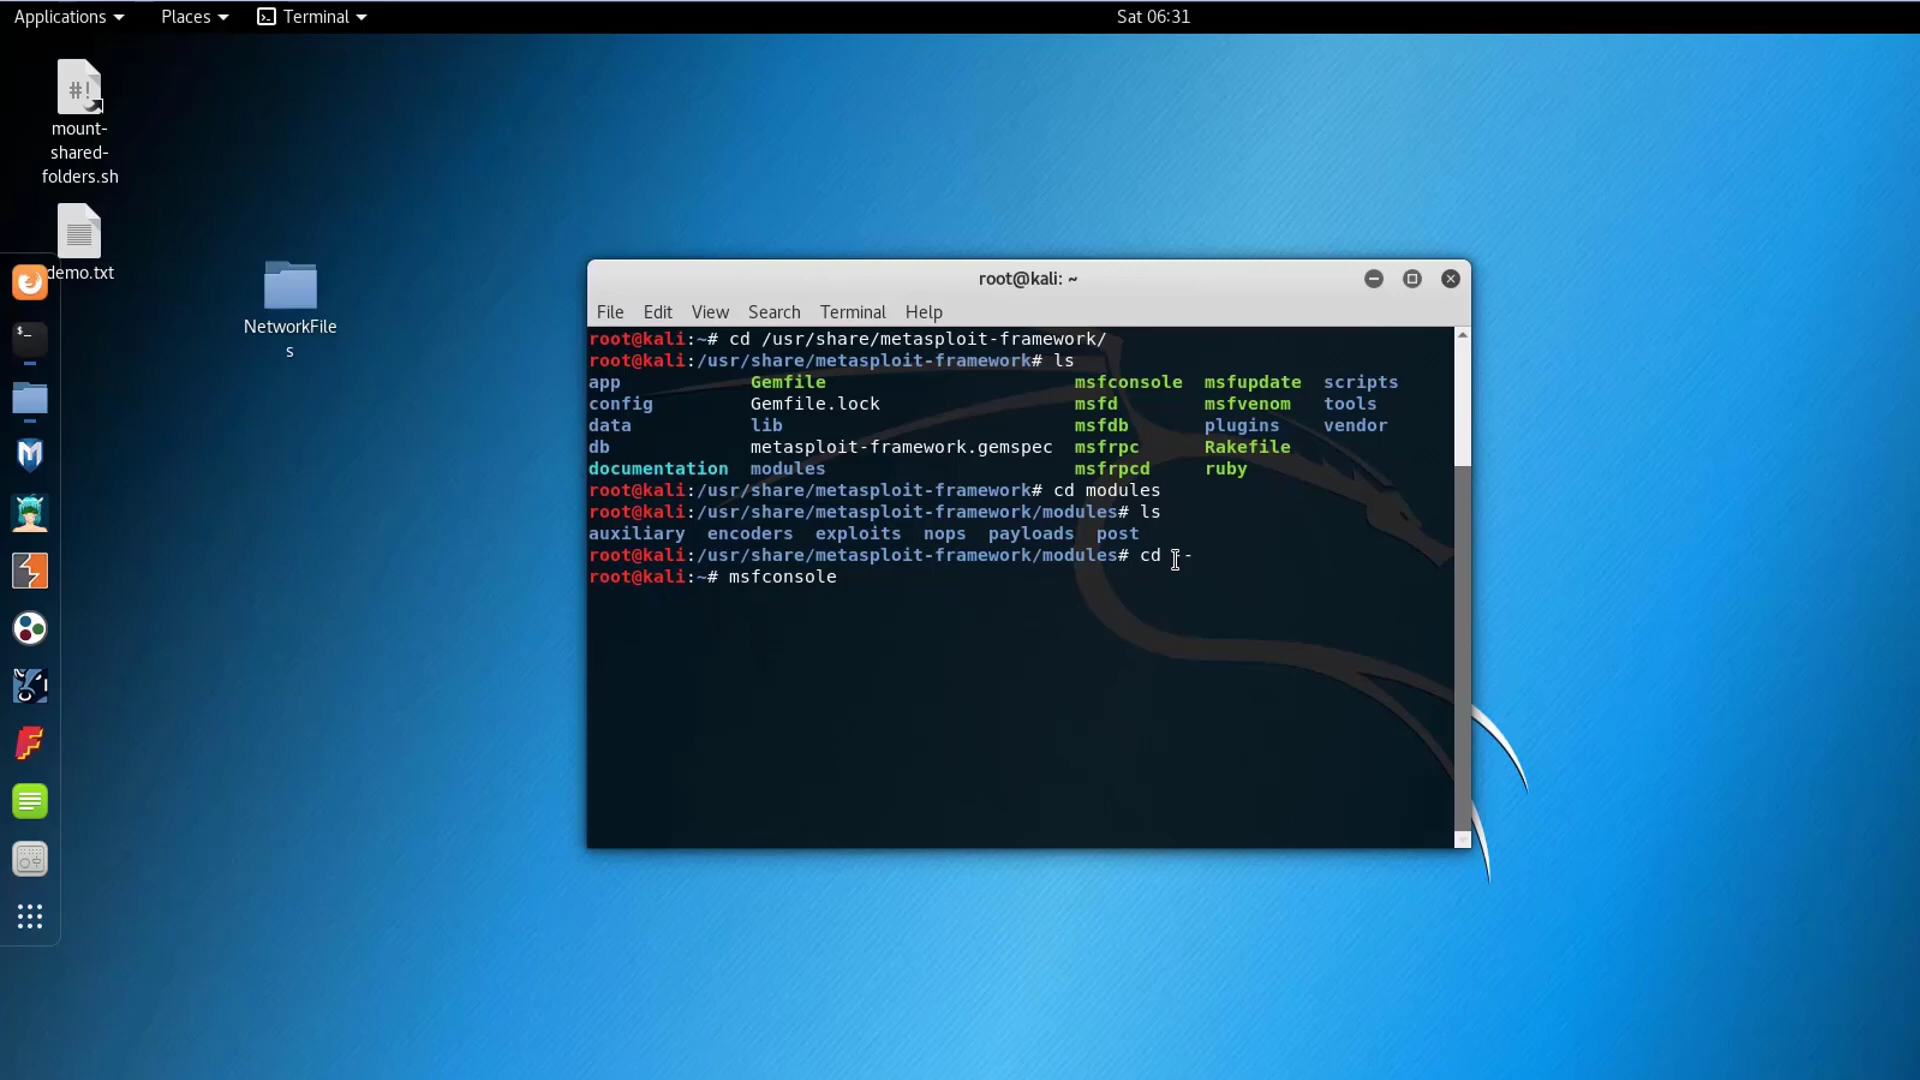 Applications Places Terminal Sat 06:31
#!
mount-
shared-
folders.sh
demo.txt
NetworkFile
s
root@kali: ~
File Edit View Search Terminal Help
root@kali:~# cd /usr/share/metasploit-framework/
root@kali:/usr/share/metasploit-framework# ls
app Gemfile msfconsole msfupdate scripts
config Gemfile.lock msfd msfvenom tools
data lib msfdb plugins vendor
db metasploit-framework.gemspec msfrpc Rakefile
documentation modules msfrpcd ruby
root@kali:/usr/share/metasploit-framework# cd modules
root@kali:/usr/share/metasploit-framework/modules# ls
auxiliary encoders exploits nops payloads post
root@kali:/usr/share/metasploit-framework/modules# cd -
root@kali:~# msfconsole